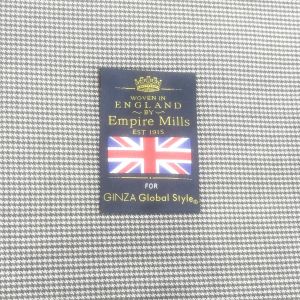 WOVEN IN
ENGLAND
BY
Empire Mills
EST 1915
FOR
GINZA Global Style®